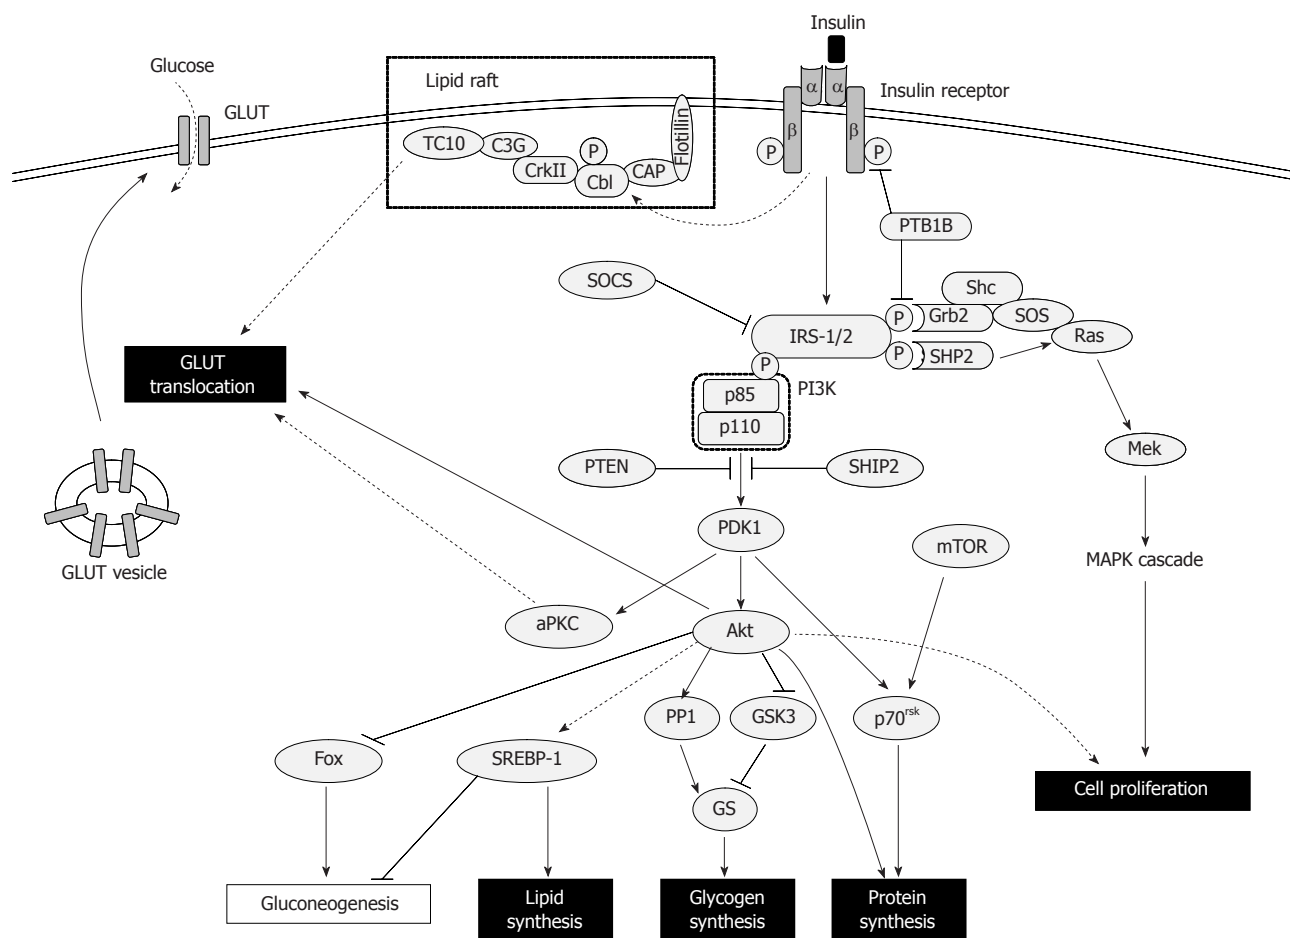 Insulin
Glucose
Lipid raft
GLUT
α
α
Insulin receptor
β
β
P
P
TC10
C3G
CrkII
P
Cbl
CAP
Flotillin
PTB1B
SOCS
Shc
P
Grb2
SOS
Ras
IRS-1/2
P
SHP2
P
GLUT
translocation
p85
PI3K
p110
PTEN
SHIP2
Mek
PDK1
mTOR
MAPK cascade
GLUT vesicle
aPKC
Akt
PP1
GSK3
p70rsk
Fox
SREBP-1
GS
Cell proliferation
Gluconeogenesis
Lipid
synthesis
Glycogen
synthesis
Protein
synthesis